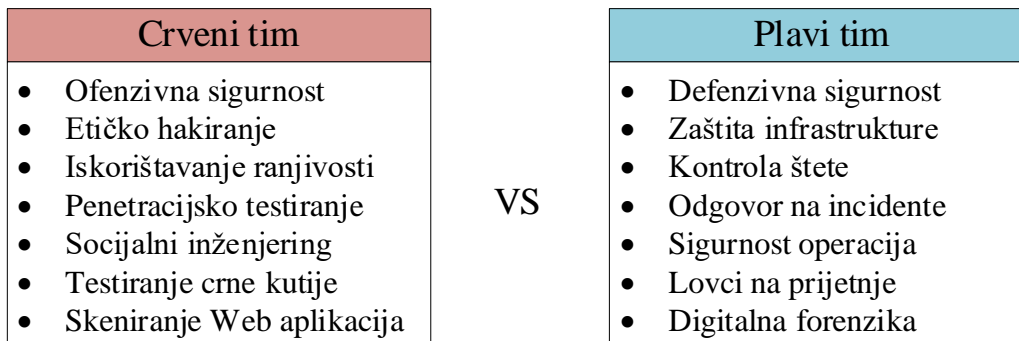 Crveni tim
• Ofenzivna sigurnost
• Etičko hakiranje
• Iskorištavanje ranjivosti
• Penetracijsko testiranje
• Socijalni inženjering
• Testiranje crne kutije
• Skeniranje Web aplikacija
VS
Plavi tim
• Defenzivna sigurnost
• Zaštita infrastrukture
• Kontrola štete
• Odgovor na incidente
• Sigurnost operacija
• Lovci na prijetnje
• Digitalna forenzika